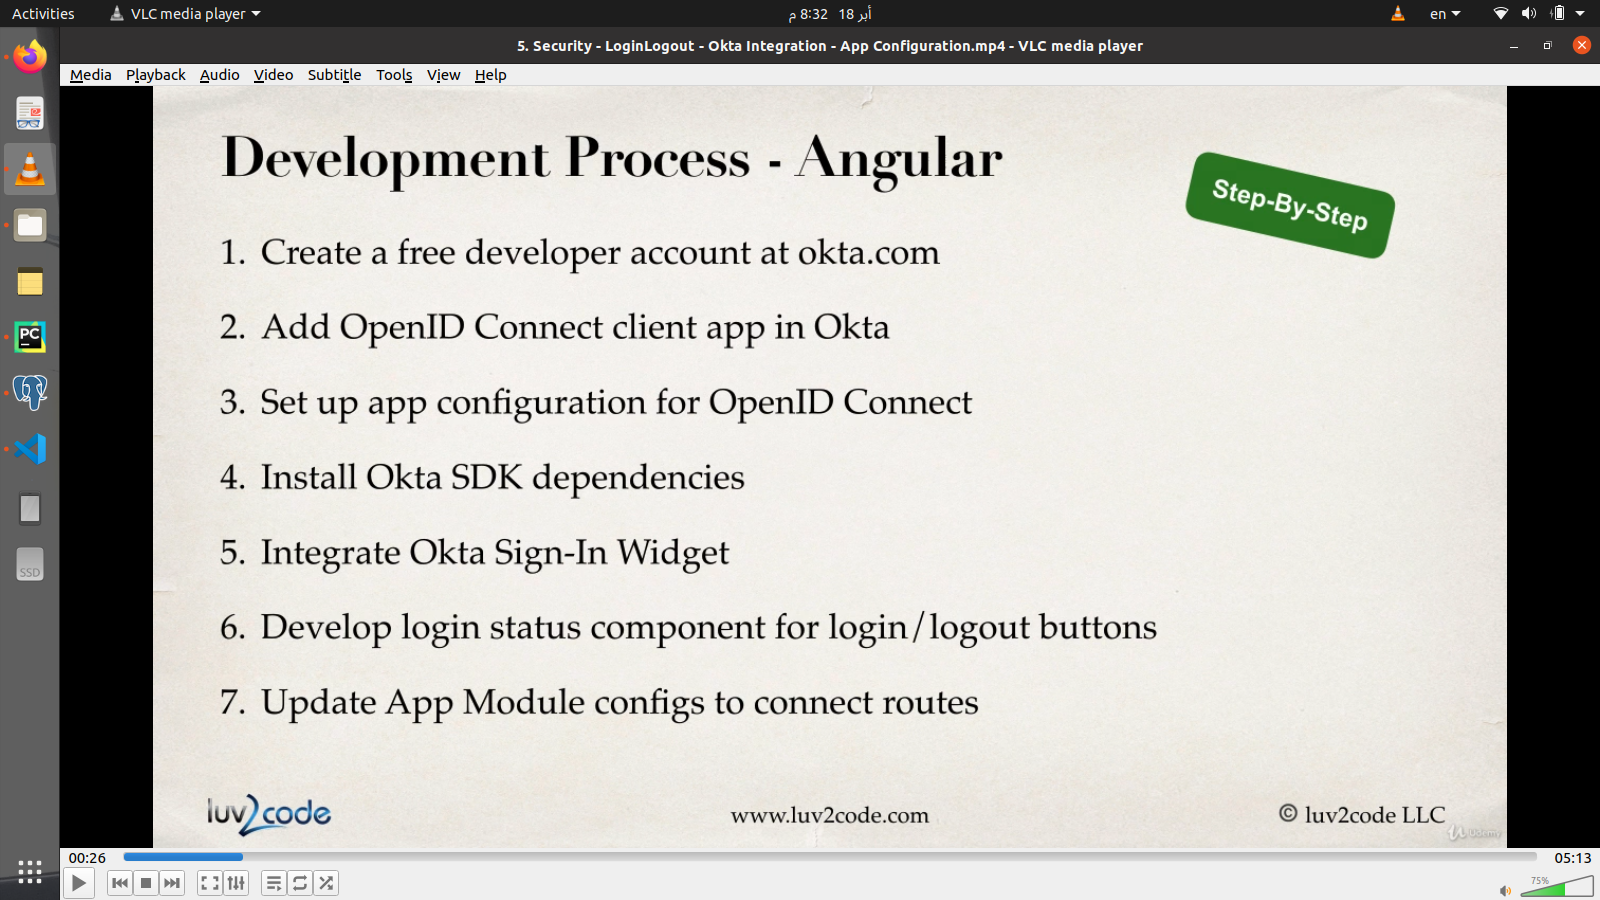 Activities VLC media player أبر 18 8:32 م en
5. Security - LoginLogout - Okta Integration - App Configuration.mp4 - VLC media player
Media Playback Audio Video Subtitle Tools View Help
Development Process - Angular
Step-By-Step
1. Create a free developer account at okta.com
2. Add OpenID Connect client app in Okta
3. Set up app configuration for OpenID Connect
4. Install Okta SDK dependencies
5. Integrate Okta Sign-In Widget
6. Develop login status component for login/logout buttons
7. Update App Module configs to connect routes
PC
SSD
luv2code www.luv2code.com © luv2code LLC
Udemy
00:26 05:13
75%